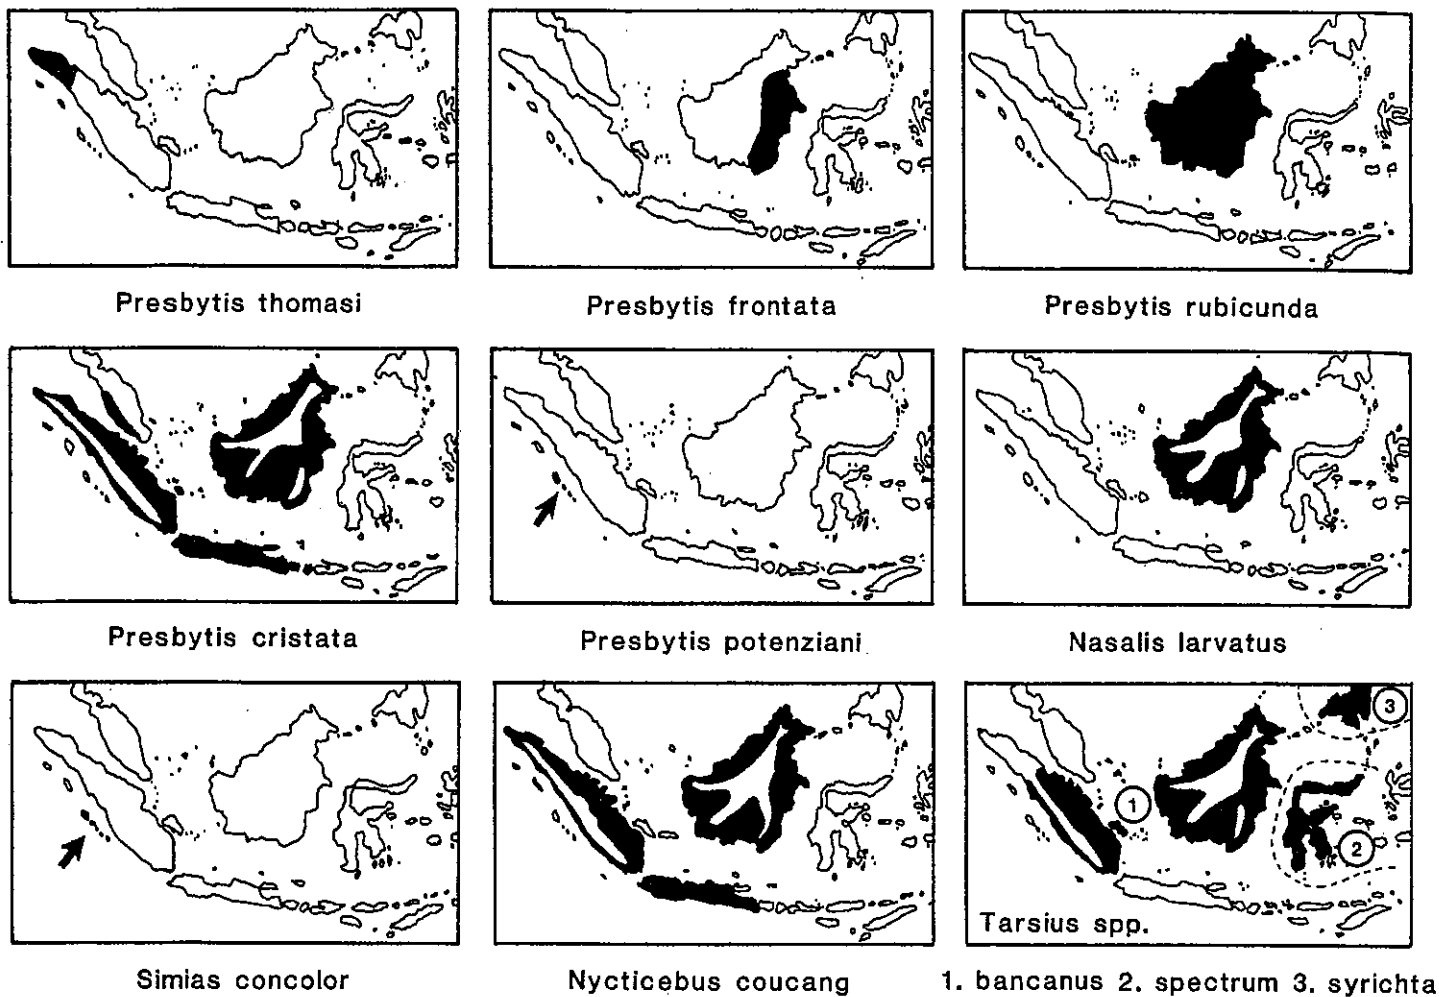 Presbytis thomasi
Presbytis frontata
Presbytis rubicunda
Presbytis cristata
Presbytis potenziani
Nasalis larvatus
3
1
2
Tarsius spp.
Simias concolor
Nycticebus coucang
1. bancanus 2. spectrum 3. syrichta